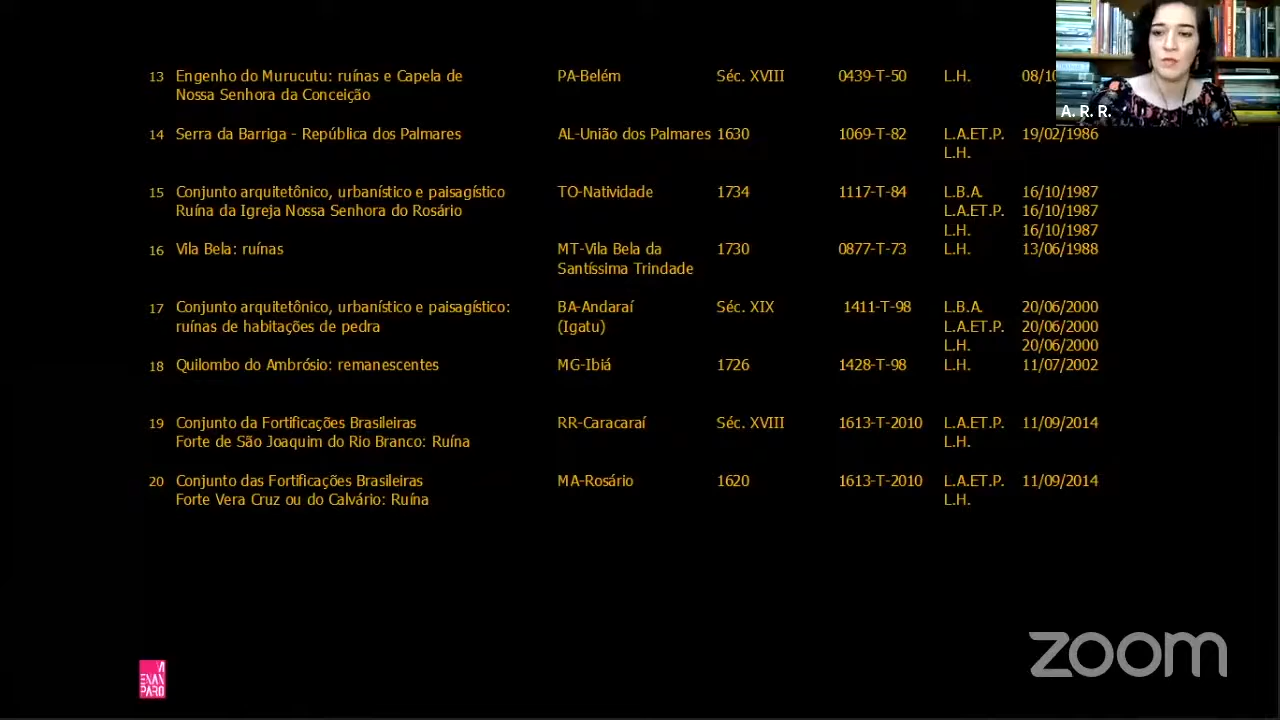 13 Engenho do Murucutu: ruínas e Capela de PA-Belém Séc. XVIII 0439-T-50 L.H. 08/10
Nossa Senhora da Conceição
A. R. R.
14 Serra da Barriga - República dos Palmares AL-União dos Palmares 1630 1069-T-82 L.A.ET.P. 19/02/1986
L.H.
15 Conjunto arquitetônico, urbanístico e paisagístico TO-Natividade 1734 1117-T-84 L.B.A. 16/10/1987
Ruína da Igreja Nossa Senhora do Rosário L.A.ET.P. 16/10/1987
L.H. 16/10/1987
16 Vila Bela: ruínas MT-Vila Bela da 1730 0877-T-73 L.H. 13/06/1988
Santíssima Trindade
17 Conjunto arquitetônico, urbanístico e paisagístico: BA-Andaraí Séc. XIX 1411-T-98 L.B.A. 20/06/2000
ruínas de habitações de pedra (Igatu) L.A.ET.P. 20/06/2000
L.H. 20/06/2000
18 Quilombo do Ambrósio: remanescentes MG-Ibiá 1726 1428-T-98 L.H. 11/07/2002
19 Conjunto da Fortificações Brasileiras RR-Caracaraí Séc. XVIII 1613-T-2010 L.A.ET.P. 11/09/2014
Forte de São Joaquim do Rio Branco: Ruína L.H.
20 Conjunto das Fortificações Brasileiras MA-Rosário 1620 1613-T-2010 L.A.ET.P. 11/09/2014
Forte Vera Cruz ou do Calvário: Ruína L.H.
VI
ENAN
PARQ
zoom